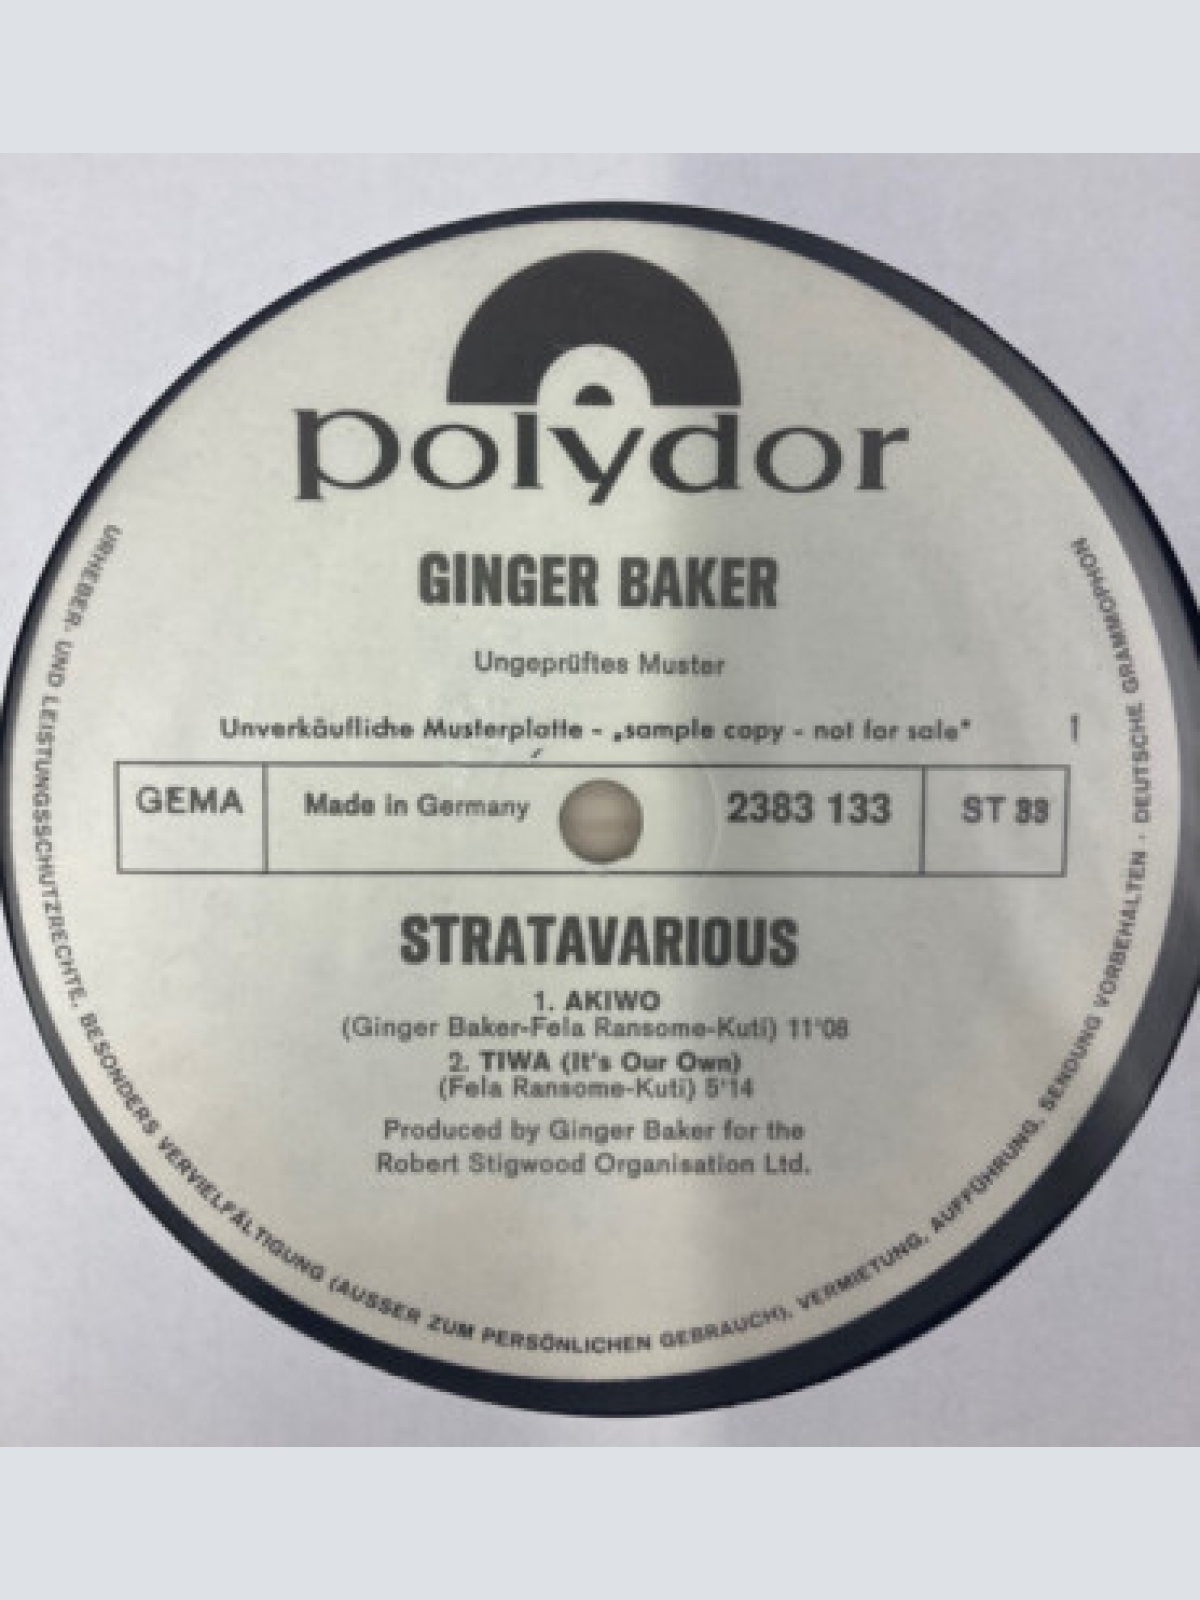 polydor
GINGER BAKER
Ungeprüftes Muster
Unverkäufliche Musterplatte - „sample copy - not for sale"
1
GEMA
Made in Germany
2383 133
ST 33
STRATAVARIOUS
1. AKIWO
(Ginger Baker-Fela Ransome-Kuti) 11'08
2. TIWA (It's Our Own)
(Fela Ransome-Kuti) 5'14
Produced by Ginger Baker for the
Robert Stigwood Organisation Ltd.
URHEBER- UND LEISTUNGSSCHUTZRECHTE, BESONDERS VERVIELFÄLTIGUNG (AUSSER ZUM PERSÖNLICHEN GEBRAUCH), VERMIETUNG, AUFFÜHRUNG, SENDUNG VORBEHALTEN · DEUTSCHE GRAMMOPHON